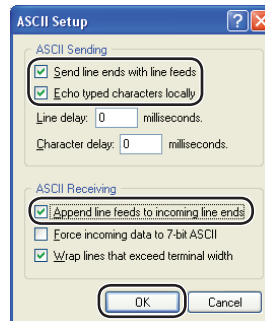 ASCII Setup
ASCII Sending
Send line ends with line feeds
Echo typed characters locally
Line delay: 0 milliseconds.
Character delay: 0 milliseconds.
ASCII Receiving
Append line feeds to incoming line ends
Force incoming data to 7-bit ASCII
Wrap lines that exceed terminal width
OK Cancel